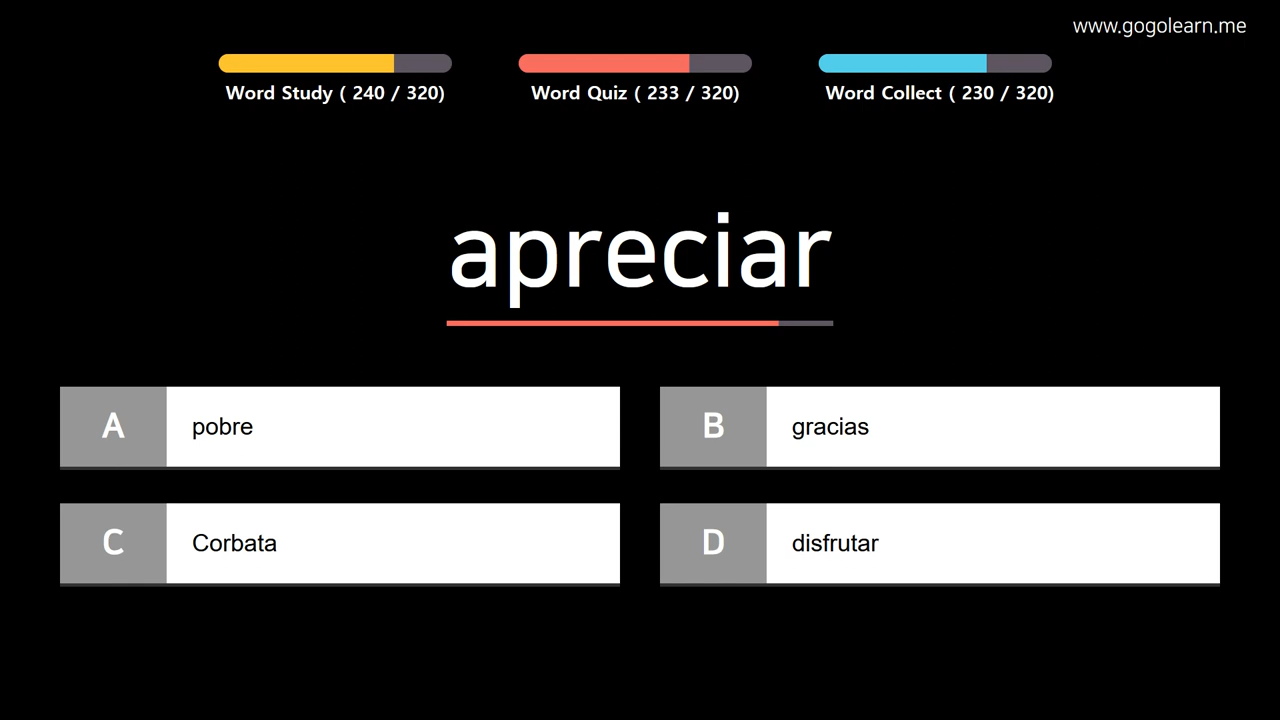 www.gogolearn.me
Word Study ( 240 / 320)
Word Quiz ( 233 / 320)
Word Collect ( 230 / 320)
apreciar
A
pobre
B
gracias
C
Corbata
D
disfrutar